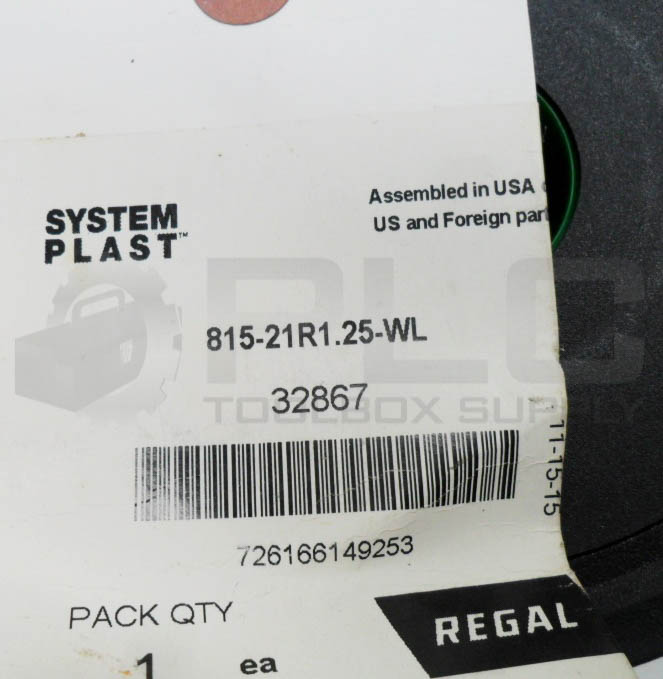 SYSTEM
PLAST™
Assembled in USA
US and Foreign
815-21R1.25-WL
PLC
32867
TOOLBOX SUPPLY
11-15-15
726166149253
PACK QTY
1 ea
REGAL